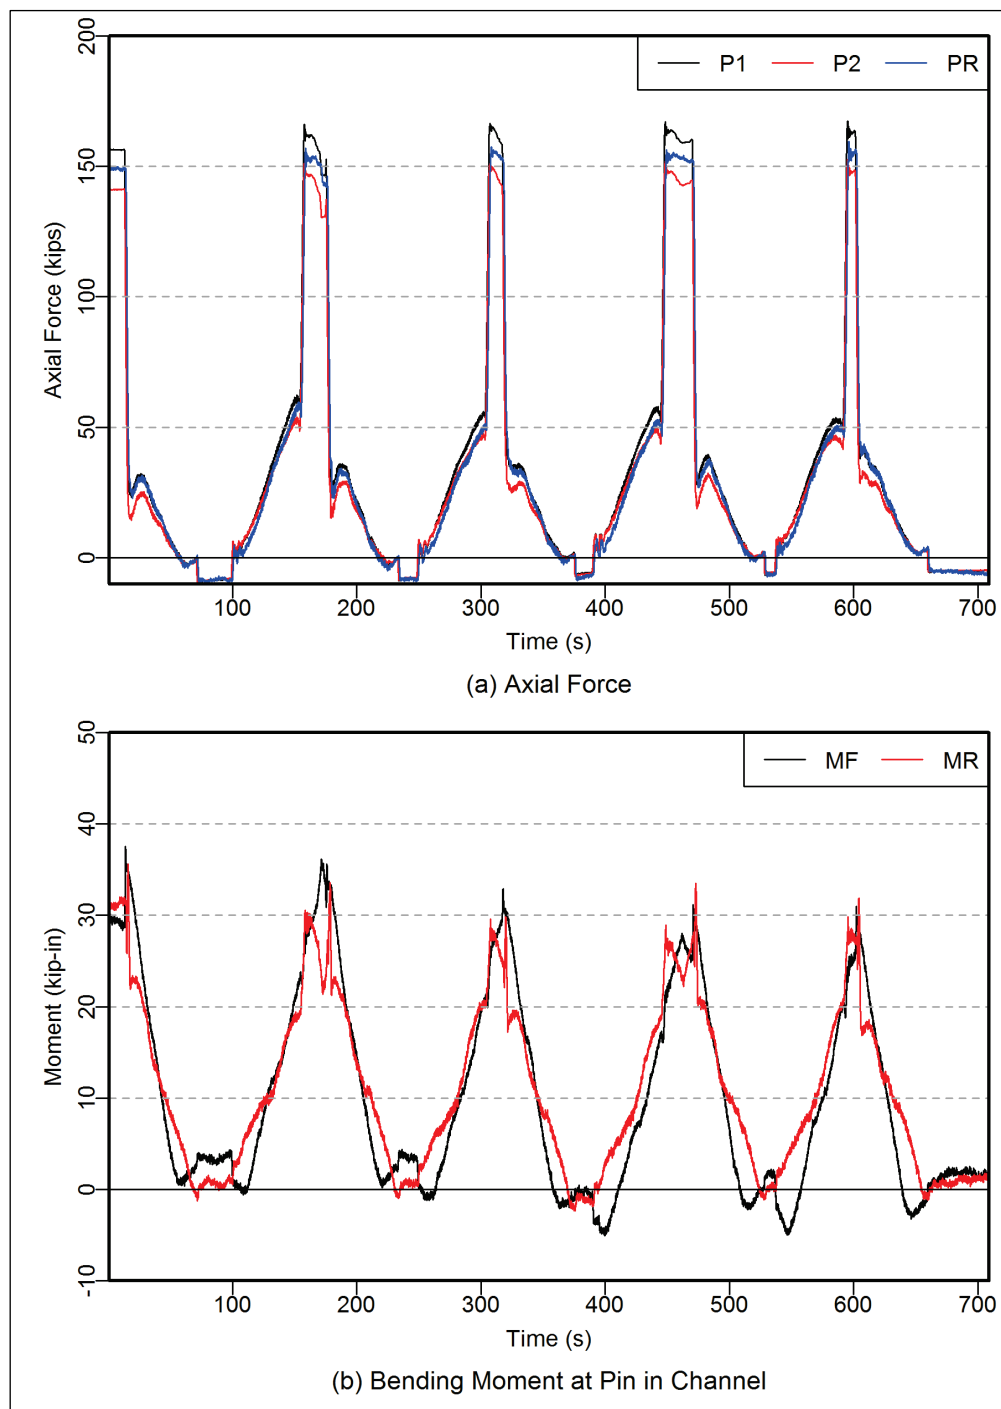 P1 P2 PR
200
150
100
50
0
Axial Force (kips)
100 200 300 400 500 600 700
Time (s)
(a) Axial Force
MF MR
50
40
30
20
10
0
-10
Moment (kip-in)
100 200 300 400 500 600 700
Time (s)
(b) Bending Moment at Pin in Channel